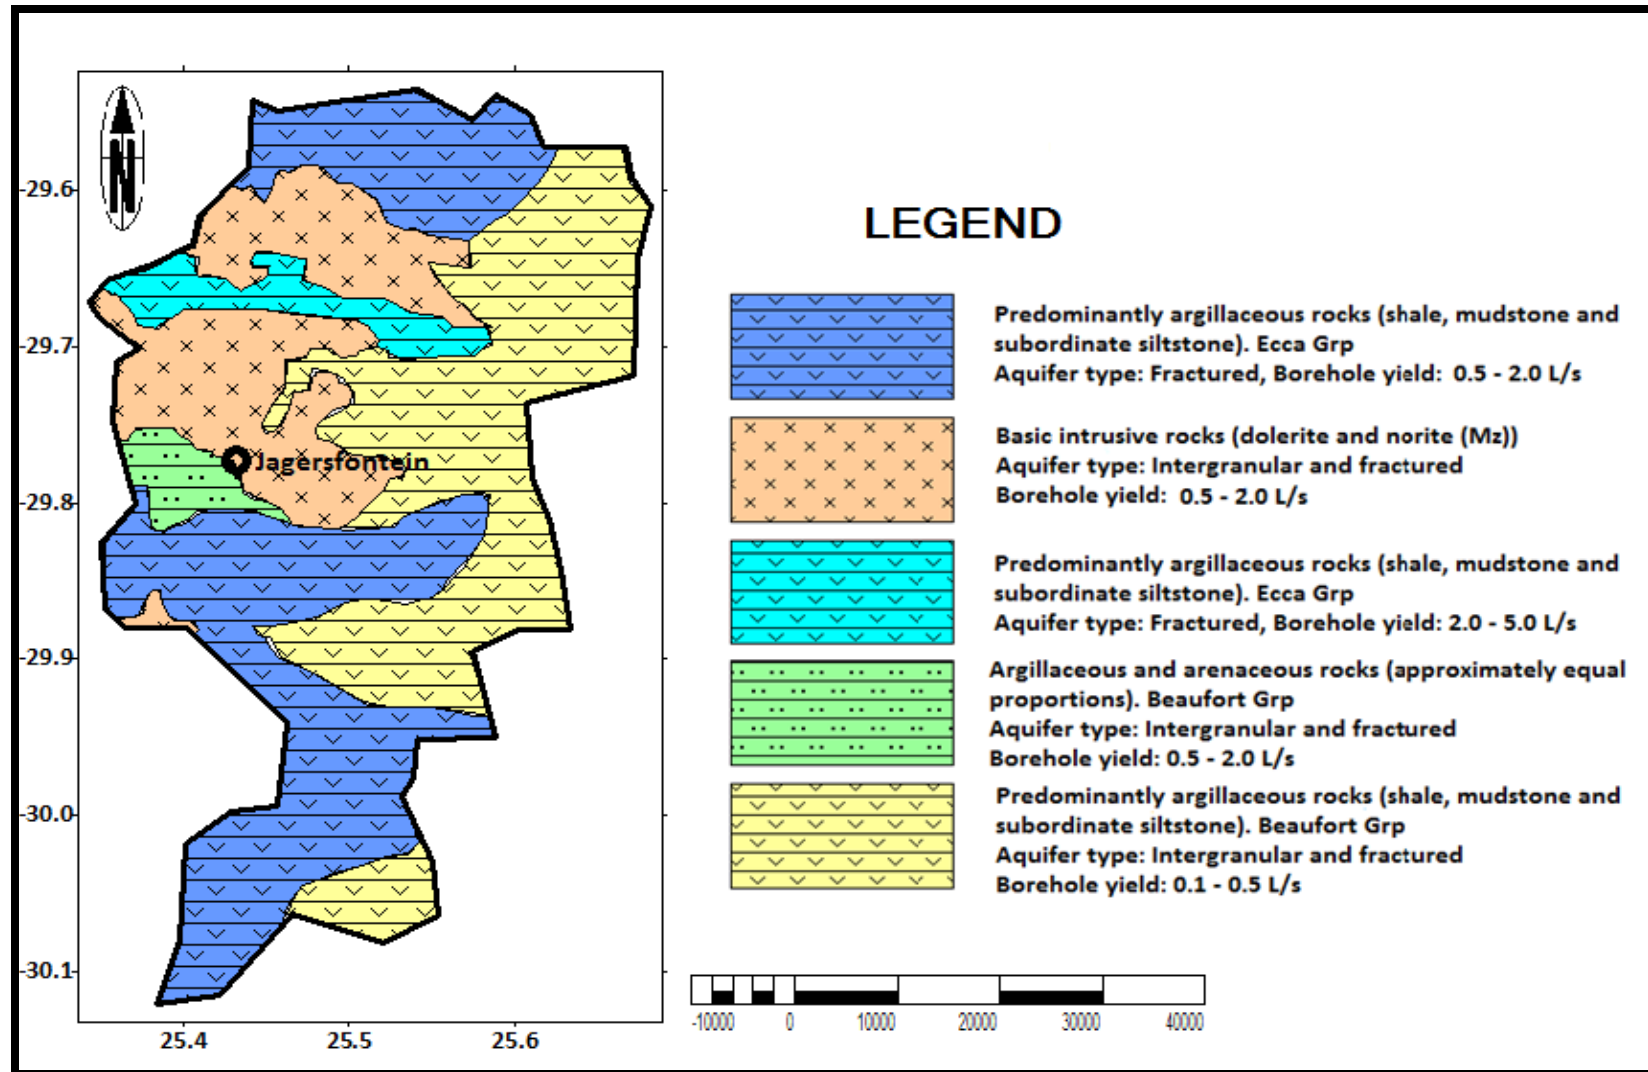 N
-29.6
-29.7
-29.8
-29.9
-30.0
-30.1
25.4 25.5 25.6
Jagersfontein
LEGEND
Predominantly argillaceous rocks (shale, mudstone and
subordinate siltstone). Ecca Grp
Aquifer type: Fractured, Borehole yield: 0.5 - 2.0 L/s
Basic intrusive rocks (dolerite and norite (Mz))
Aquifer type: Intergranular and fractured
Borehole yield: 0.5 - 2.0 L/s
Predominantly argillaceous rocks (shale, mudstone and
subordinate siltstone). Ecca Grp
Aquifer type: Fractured, Borehole yield: 2.0 - 5.0 L/s
Argillaceous and arenaceous rocks (approximately equal
proportions). Beaufort Grp
Aquifer type: Intergranular and fractured
Borehole yield: 0.5 - 2.0 L/s
Predominantly argillaceous rocks (shale, mudstone and
subordinate siltstone). Beaufort Grp
Aquifer type: Intergranular and fractured
Borehole yield: 0.1 - 0.5 L/s
-10000 0 10000 20000 30000 40000